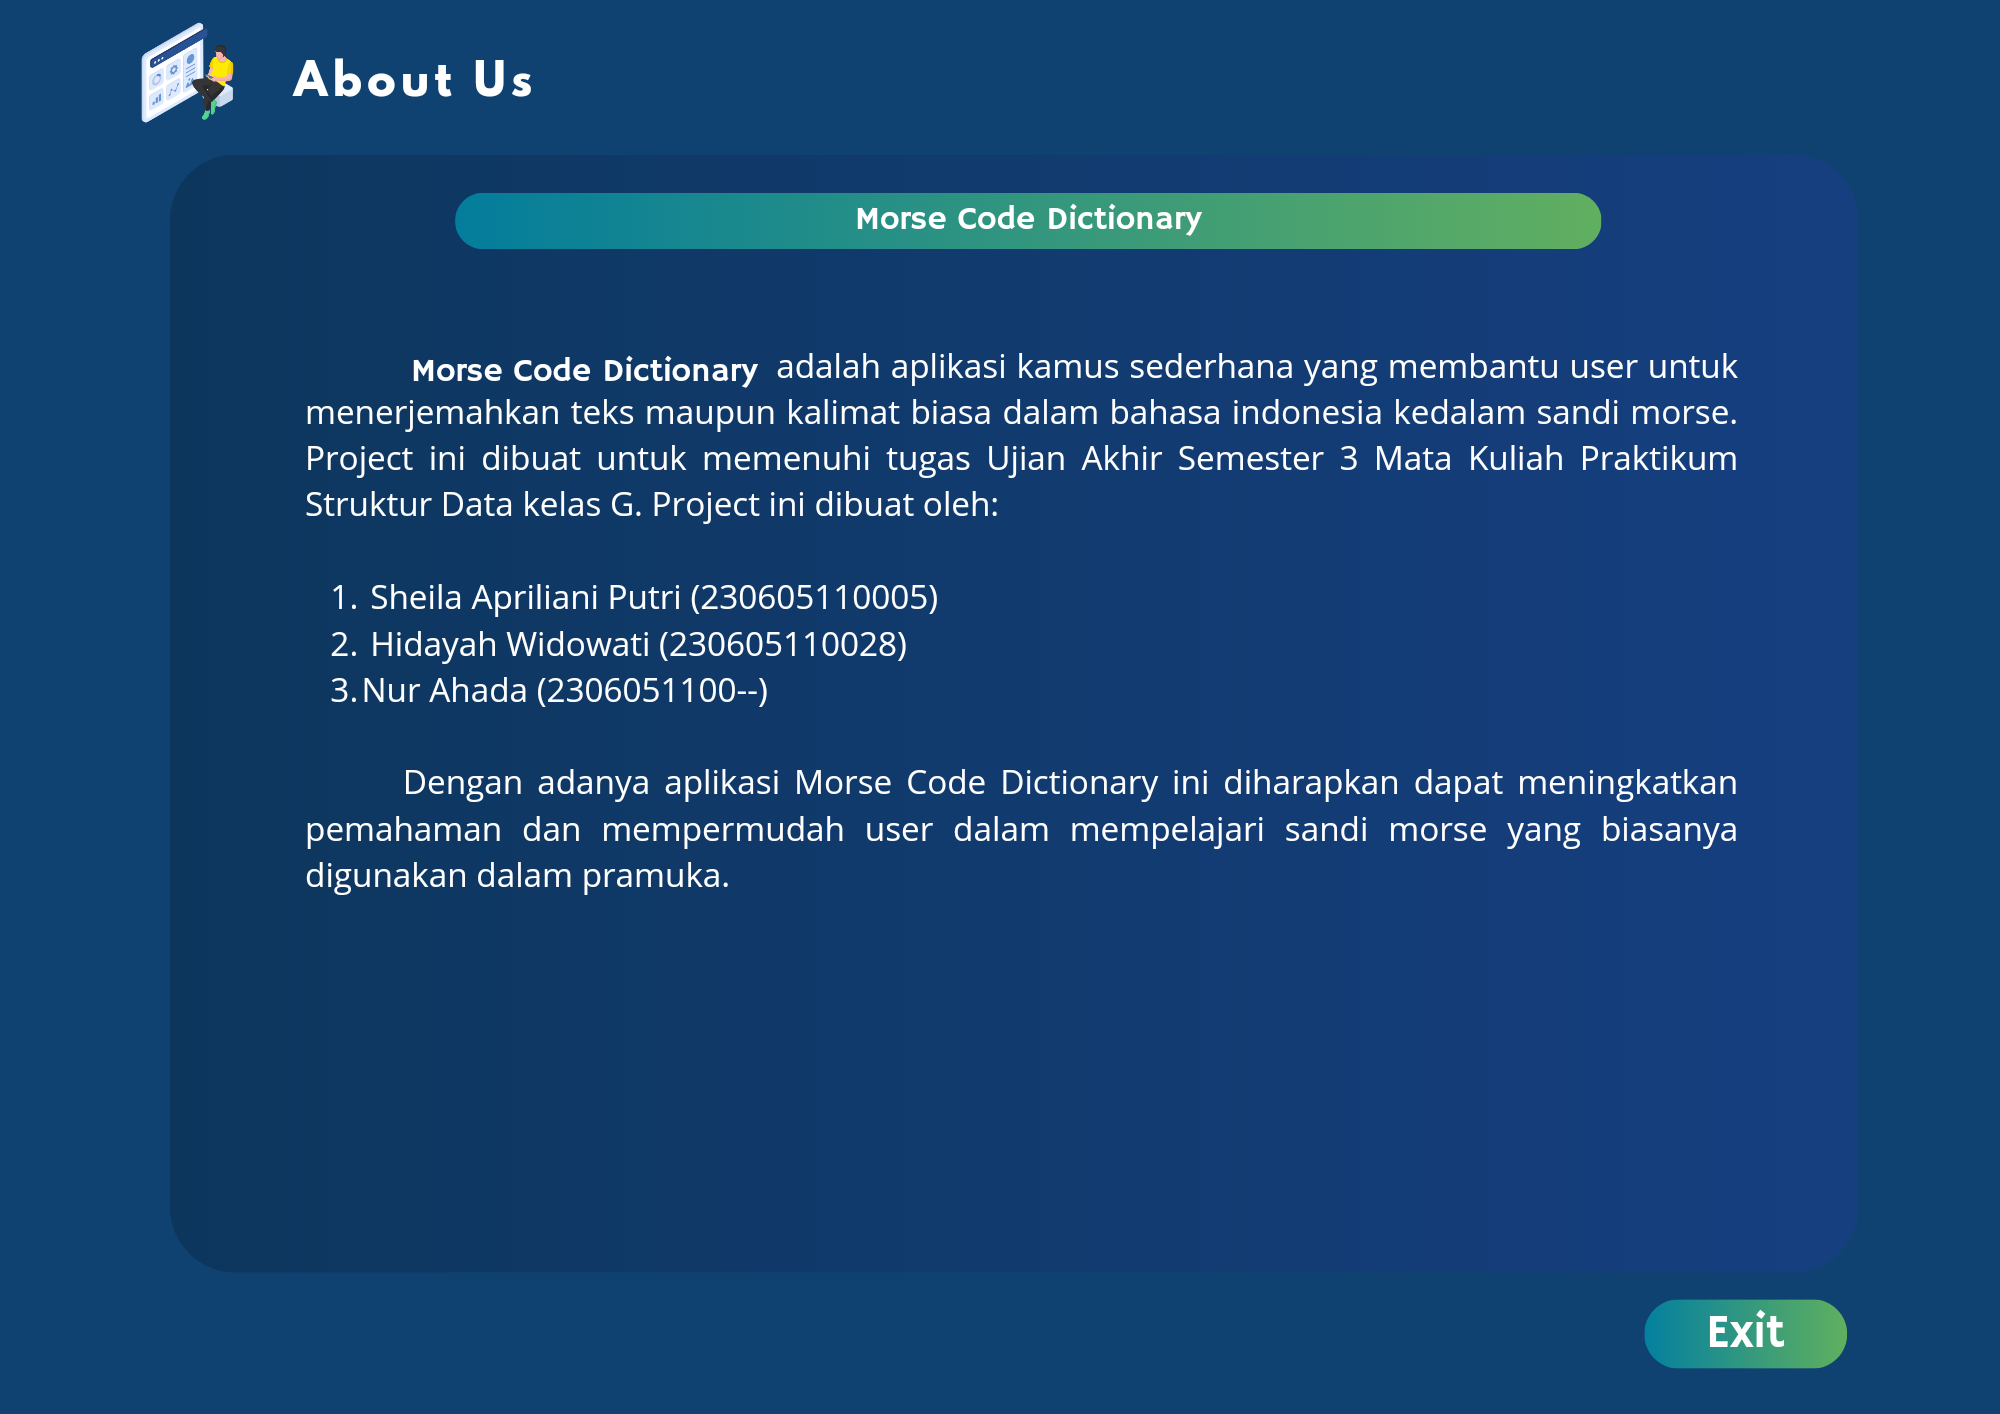 About Us
Morse Code Dictionary
Morse Code Dictionary adalah aplikasi kamus sederhana yang membantu user untuk
menerjemahkan teks maupun kalimat biasa dalam bahasa indonesia kedalam sandi morse.
Project ini dibuat untuk memenuhi tugas Ujian Akhir Semester 3 Mata Kuliah Praktikum
Struktur Data kelas G. Project ini dibuat oleh:
1. Sheila Apriliani Putri (230605110005)
2. Hidayah Widowati (230605110028)
3. Nur Ahada (2306051100--)
Dengan adanya aplikasi Morse Code Dictionary ini diharapkan dapat meningkatkan
pemahaman dan mempermudah user dalam mempelajari sandi morse yang biasanya
digunakan dalam pramuka.
Exit